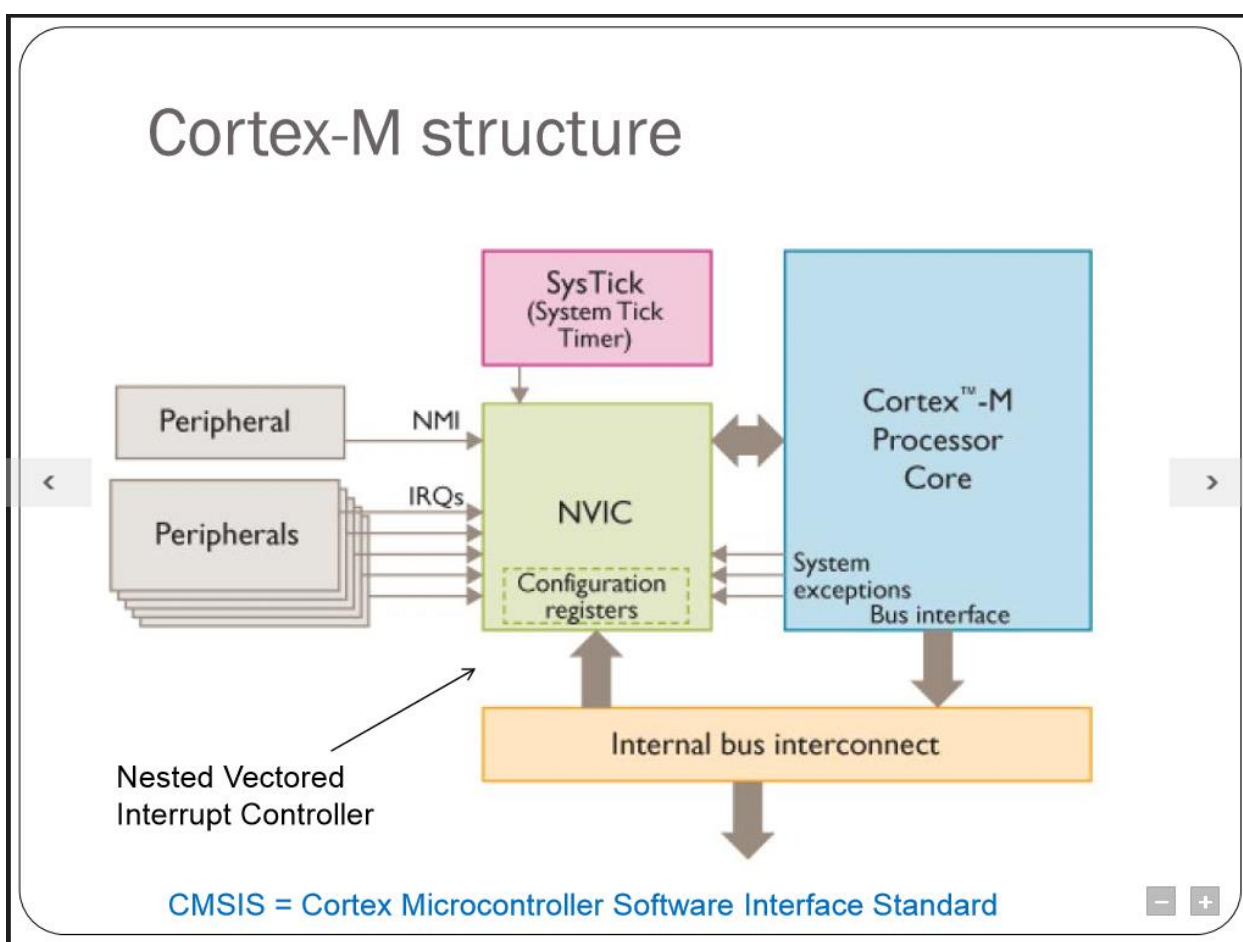 Cortex-M structure
SysTick
(System Tick
Timer)
Peripheral
NMI
Cortex™-M
Processor
Core
Peripherals
IRQs
NVIC
Configuration
registers
System
exceptions
Bus interface
Internal bus interconnect
Nested Vectored
Interrupt Controller
CMSIS = Cortex Microcontroller Software Interface Standard